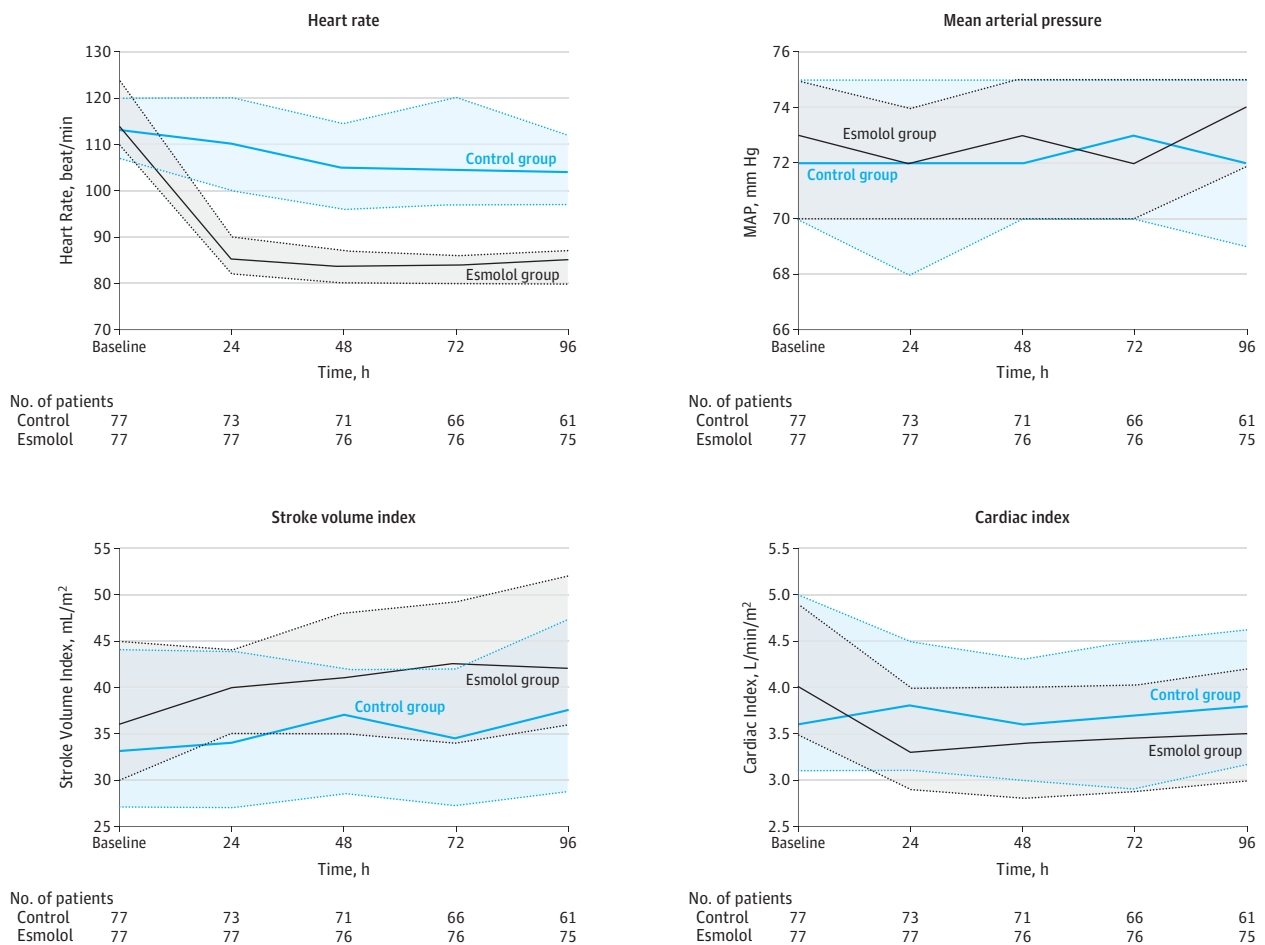 Heart rate
130
120
110
100
90
80
70
Heart Rate, beat/min
Control group
Esmolol group
Baseline 24 48 72 96
Time, h
No. of patients
Control 77 73 71 66 61
Esmolol 77 77 76 76 75
Mean arterial pressure
76
74
72
70
68
66
MAP, mm Hg
Esmolol group
Control group
Baseline 24 48 72 96
Time, h
No. of patients
Control 77 73 71 66 61
Esmolol 77 77 76 76 75
Stroke volume index
55
50
45
40
35
30
25
Stroke Volume Index, mL/m²
Esmolol group
Control group
Baseline 24 48 72 96
Time, h
No. of patients
Control 77 73 71 66 61
Esmolol 77 77 76 76 75
Cardiac index
5.5
5.0
4.5
4.0
3.5
3.0
2.5
Cardiac Index, L/min/m²
Control group
Esmolol group
Baseline 24 48 72 96
Time, h
No. of patients
Control 77 73 71 66 61
Esmolol 77 77 76 76 75